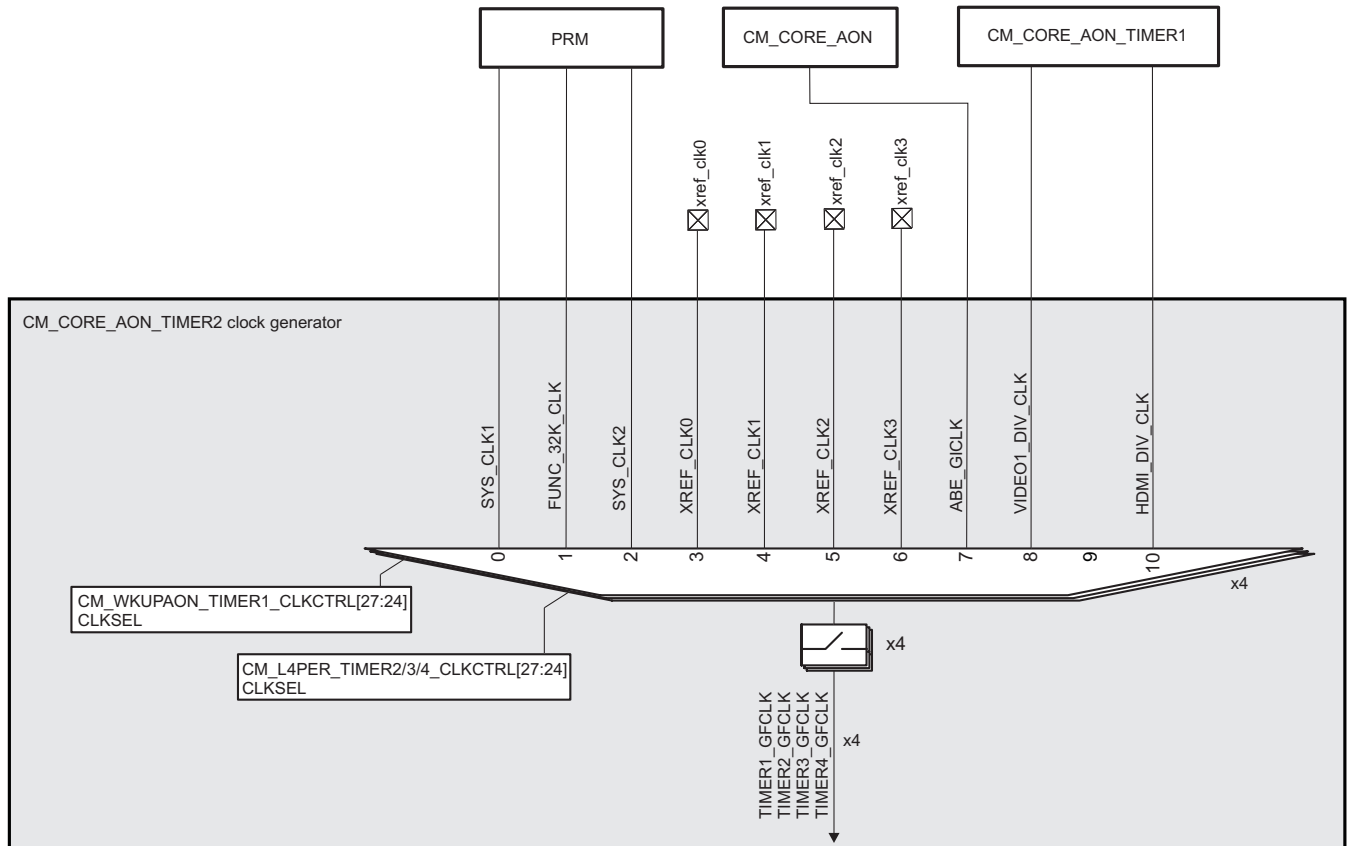 PRM
CM_CORE_AON
CM_CORE_AON_TIMER1
xref_clk0
xref_clk1
xref_clk2
xref_clk3
CM_CORE_AON_TIMER2 clock generator
SYS_CLK1
FUNC_32K_CLK
SYS_CLK2
XREF_CLK0
XREF_CLK1
XREF_CLK2
XREF_CLK3
ABE_GICLK
VIDEO1_DIV_CLK
HDMI_DIV_CLK
0
1
2
3
4
5
6
7
8
9
10
x4
CM_WKUPAON_TIMER1_CLKCTRL[27:24]
CLKSEL
CM_L4PER_TIMER2/3/4_CLKCTRL[27:24]
CLKSEL
x4
TIMER1_GFCLK
TIMER2_GFCLK
TIMER3_GFCLK
TIMER4_GFCLK
x4